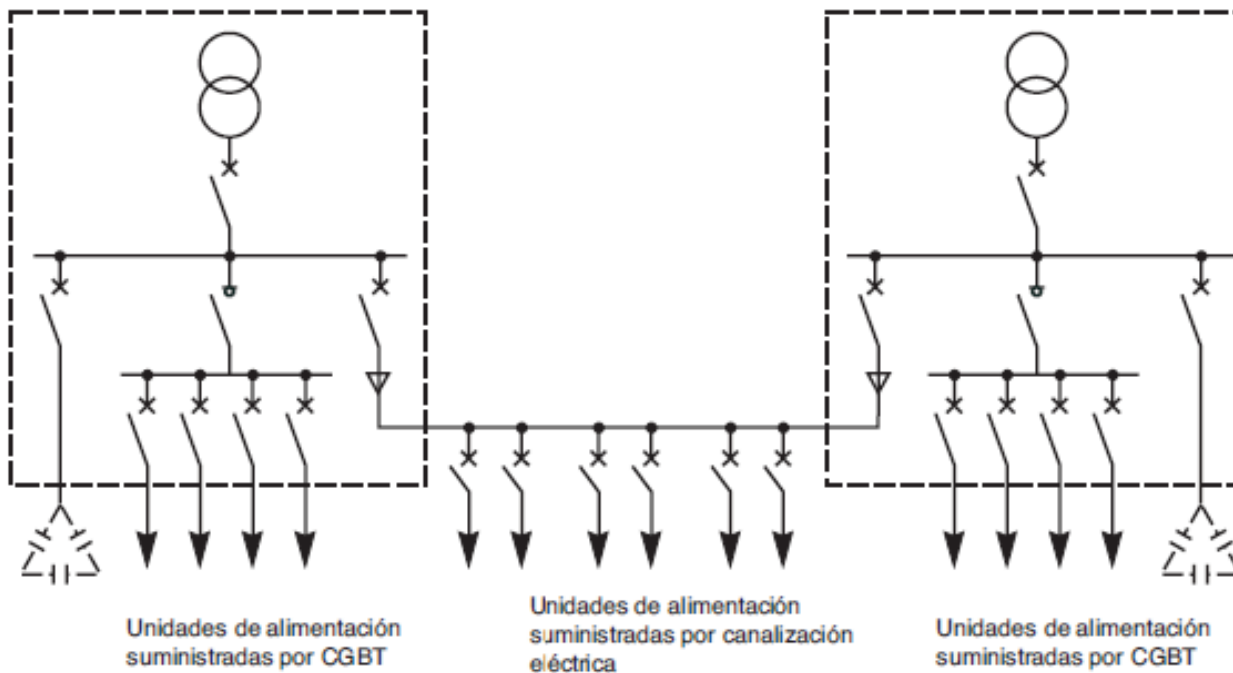 Unidades de alimentación
suministradas por CGBT
Unidades de alimentación
suministradas por canalización
eléctrica
Unidades de alimentación
suministradas por CGBT